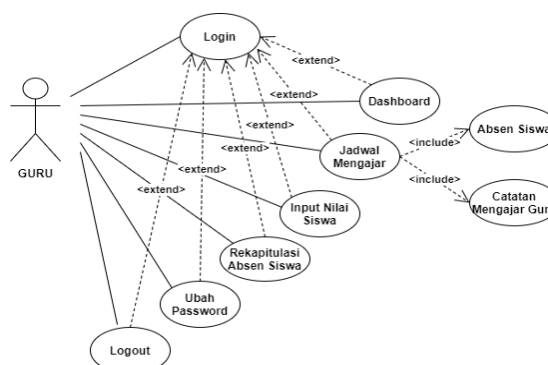 Login
<extend>
Dashboard
<extend>
GURU
Jadwal
Mengajar
<include>
Absen Siswa
<extend>
<extend>
<include>
<extend>
Catatan
Mengajar Guru
Input Nilai
Siswa
Rekapitulasi
Absen Siswa
<extend>
Ubah
Password
Logout